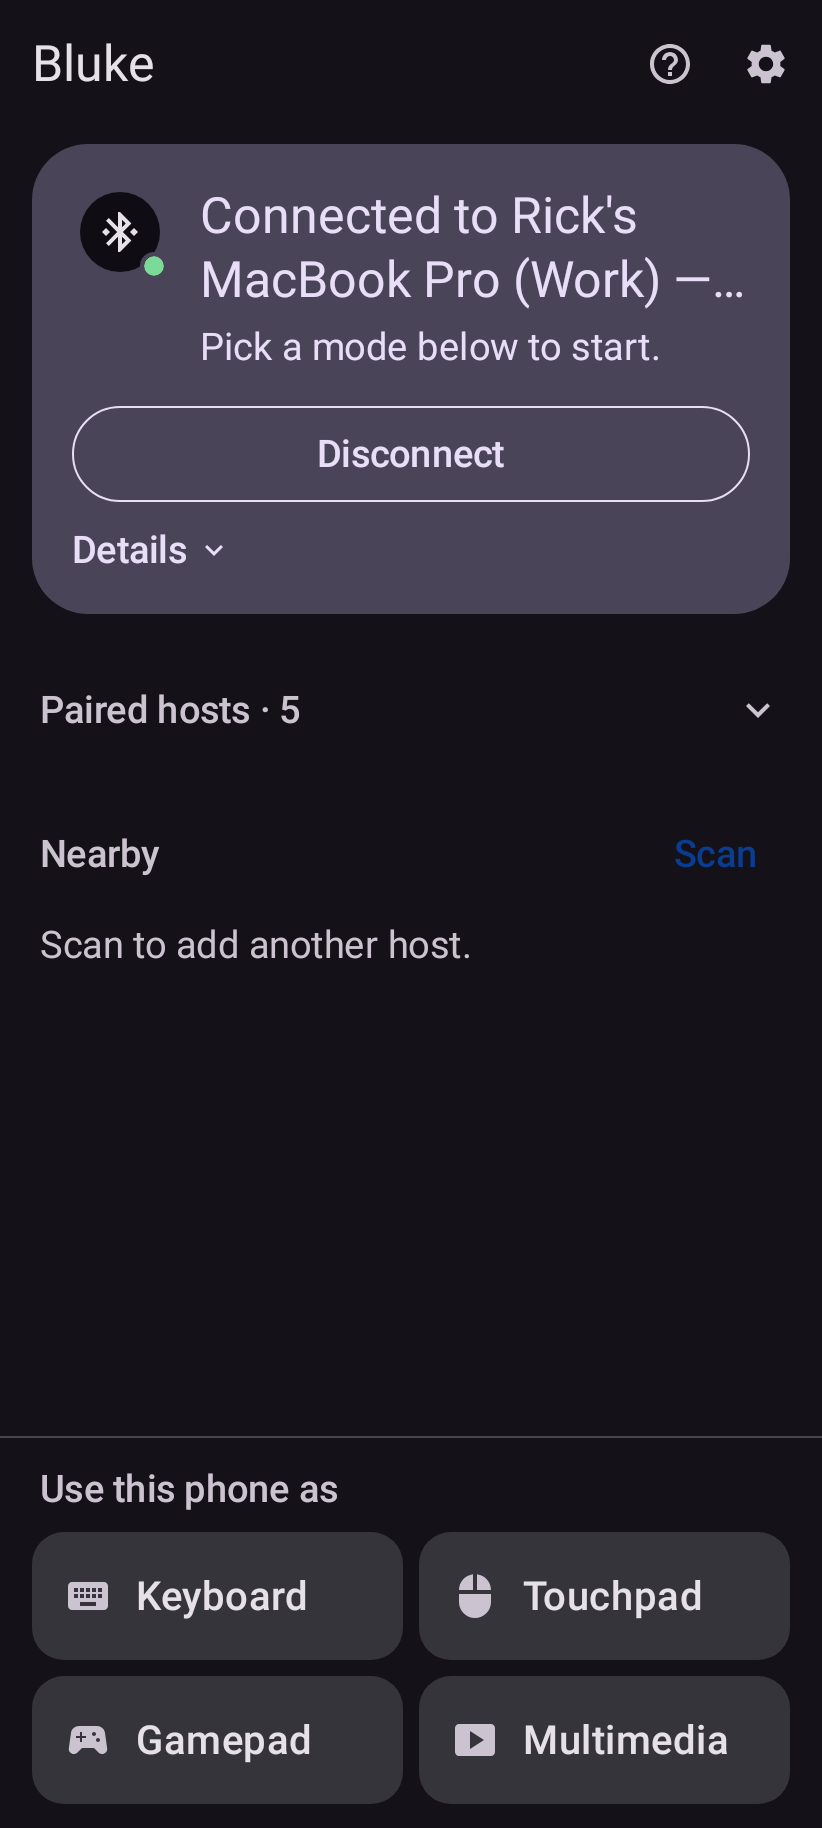 Bluke
Connected to Rick's
MacBook Pro (Work) —…
Pick a mode below to start.
Disconnect
Details
Paired hosts · 5
Nearby
Scan
Scan to add another host.
Use this phone as
Keyboard
Touchpad
Gamepad
Multimedia